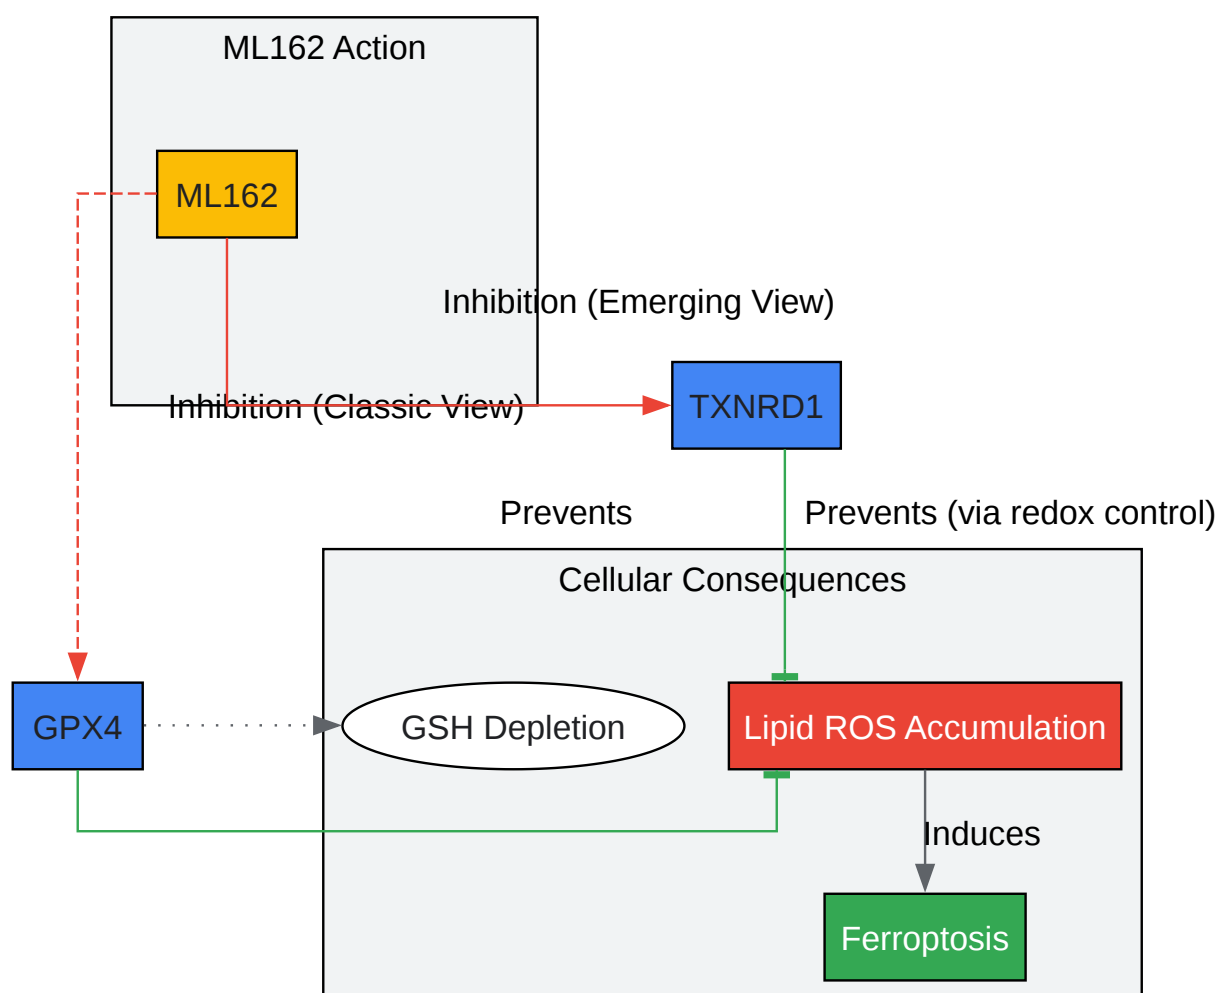 ML162 Action
ML162
Inhibition (Emerging View)
Inhibition (Classic View)
TXNRD1
Prevents
Prevents (via redox control)
Cellular Consequences
GPX4
GSH Depletion
Lipid ROS Accumulation
Induces
Ferroptosis